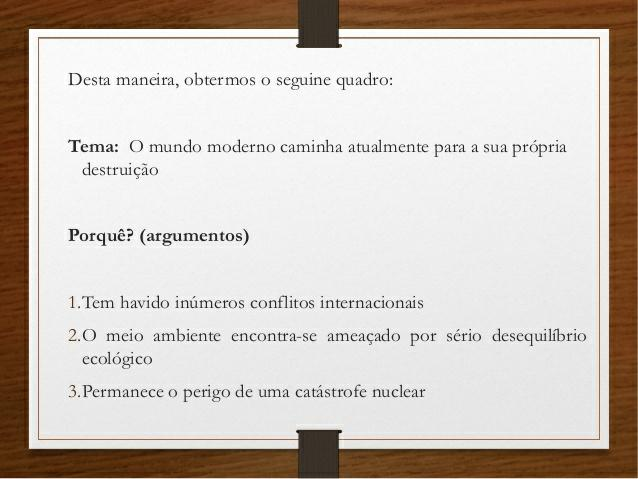 Desta maneira, obtermos o seguine quadro:
Tema: O mundo moderno caminha atualmente para a sua própria
destruição
Porquê? (argumentos)
1.Tem havido inúmeros conflitos internacionais
2.O meio ambiente encontra-se ameaçado por sério desequilíbrio
ecológico
3.Permanece o perigo de uma catástrofe nuclear